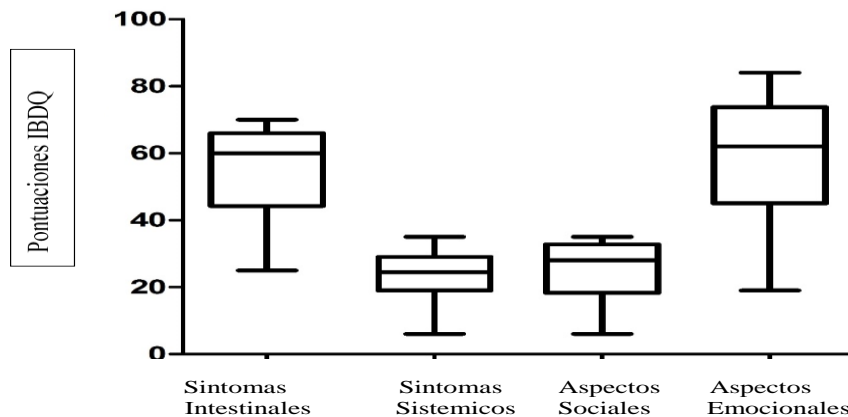 Pontuaciones IBDQ
100
80
60
40
20
0
Sintomas Intestinales
Sintomas Sistemicos
Aspectos Sociales
Aspectos Emocionales